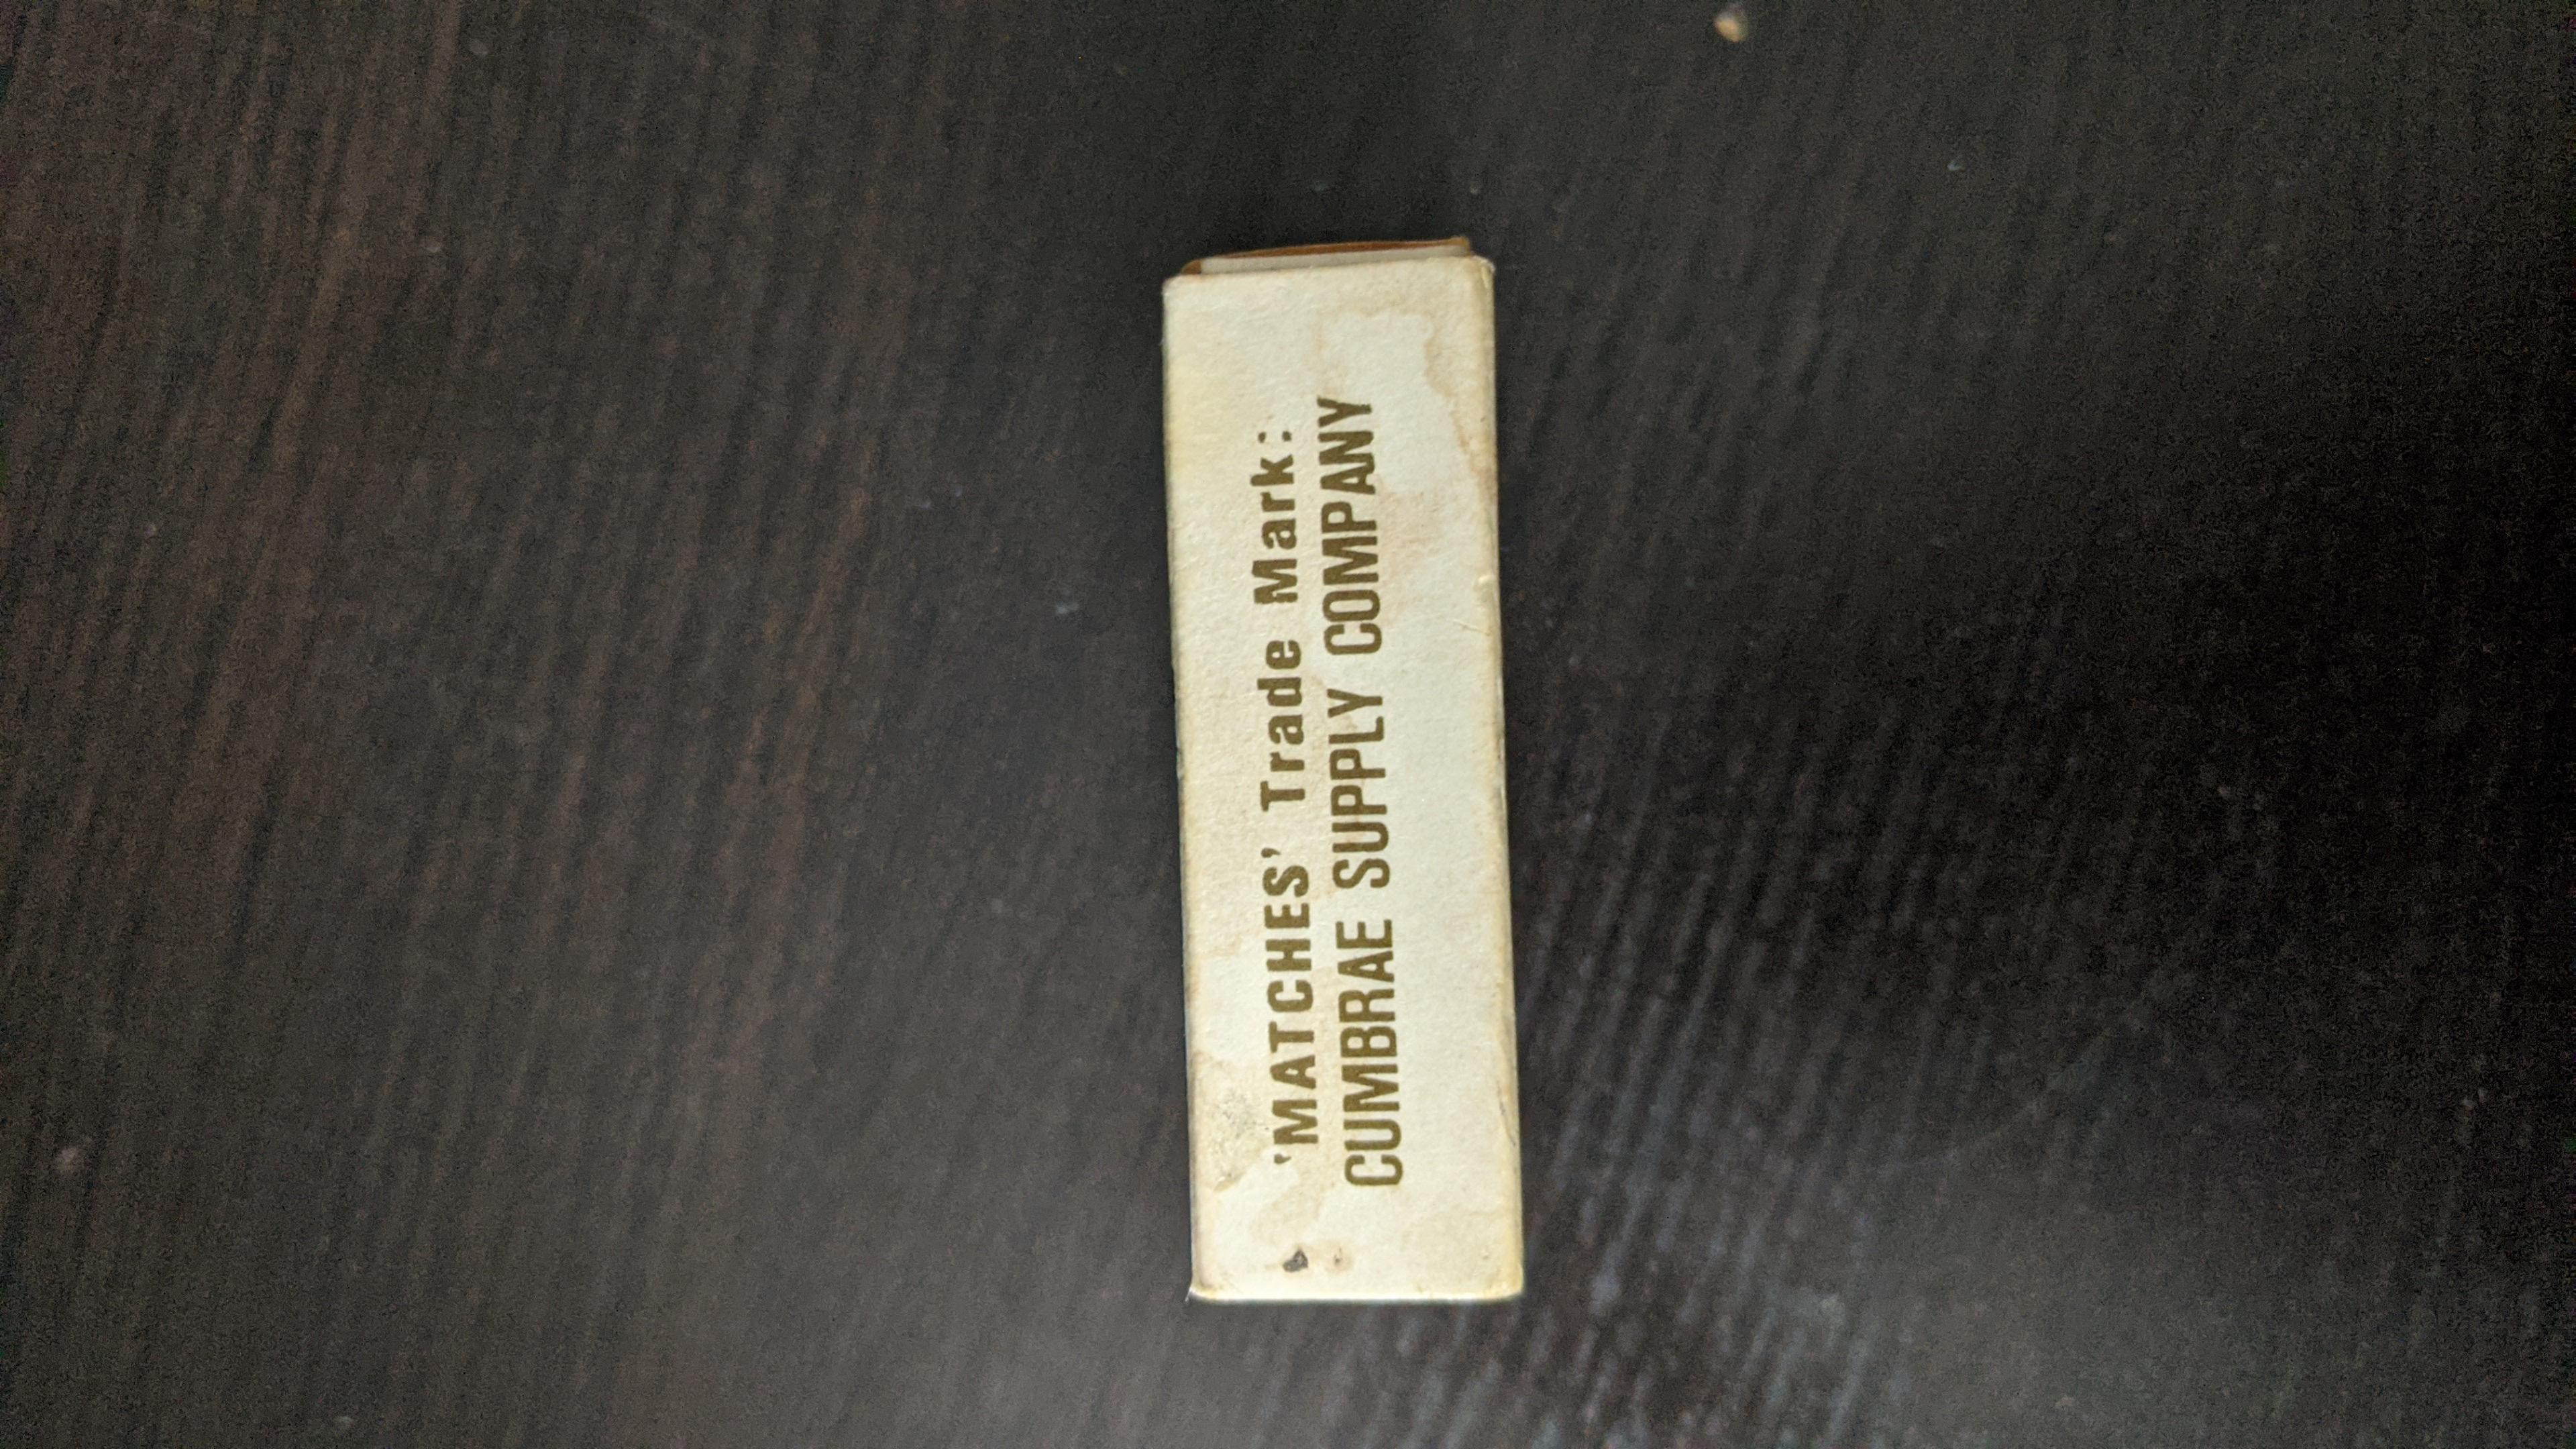 'MATCHES' Trade Mark:
CUMBRAE SUPPLY COMPANY